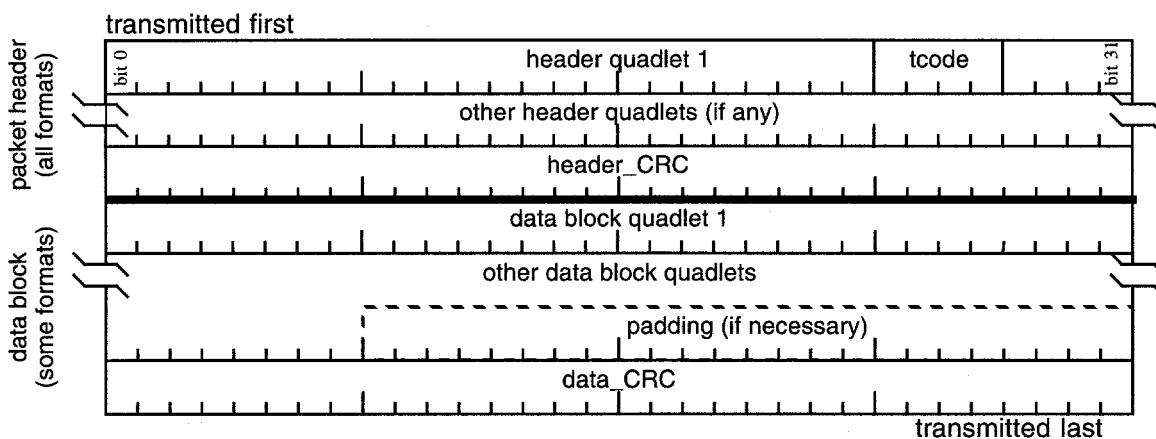 transmitted first
bit 0
header quadlet 1
tcode
bit 31
packet header
(all formats)
other header quadlets (if any)
header_CRC
data block quadlet 1
data block
(some formats)
other data block quadlets
padding (if necessary)
data_CRC
transmitted last